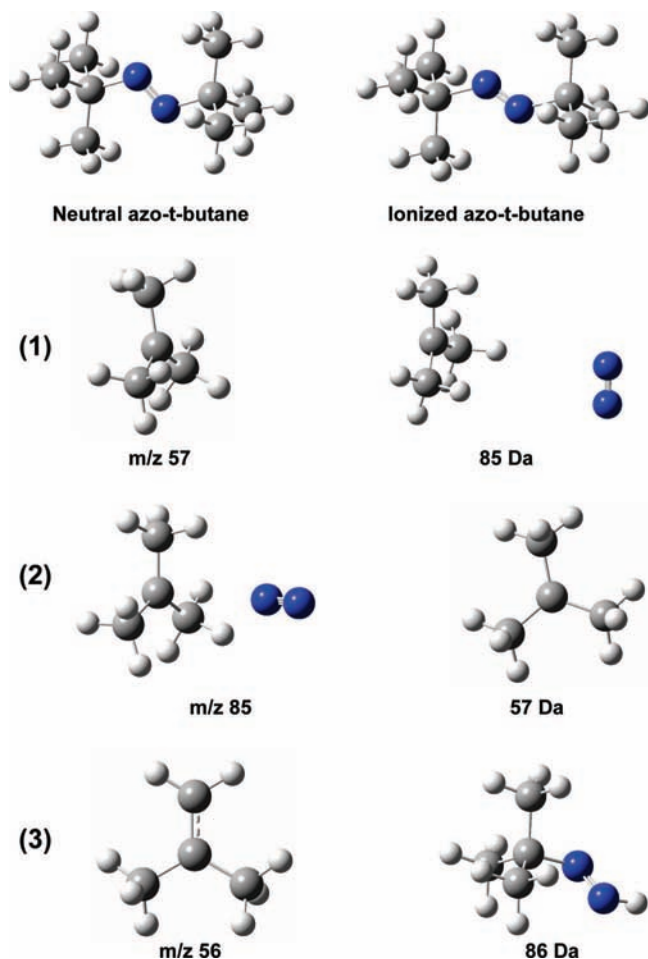 Neutral azo-t-butane Ionized azo-t-butane
(1)
m/z 57 85 Da
(2)
m/z 85 57 Da
(3)
m/z 56 86 Da